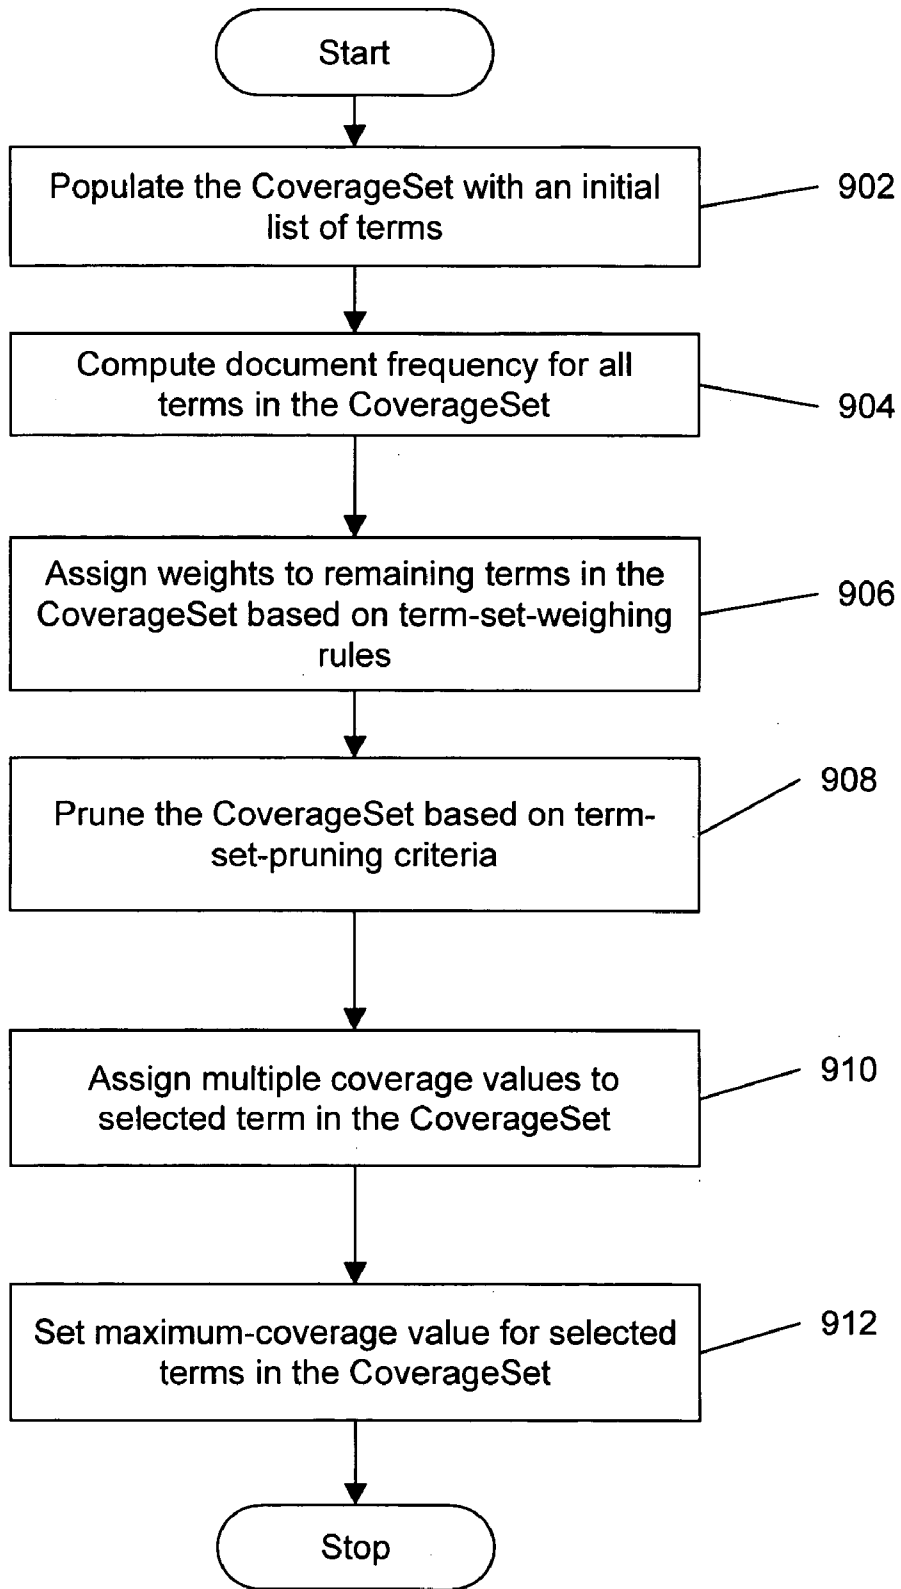 Start
Populate the CoverageSet with an initial
list of terms
902
Compute document frequency for all
terms in the CoverageSet
904
Assign weights to remaining terms in the
CoverageSet based on term-set-weighing
rules
906
Prune the CoverageSet based on term-
set-pruning criteria
908
Assign multiple coverage values to
selected term in the CoverageSet
910
Set maximum-coverage value for selected
terms in the CoverageSet
912
Stop